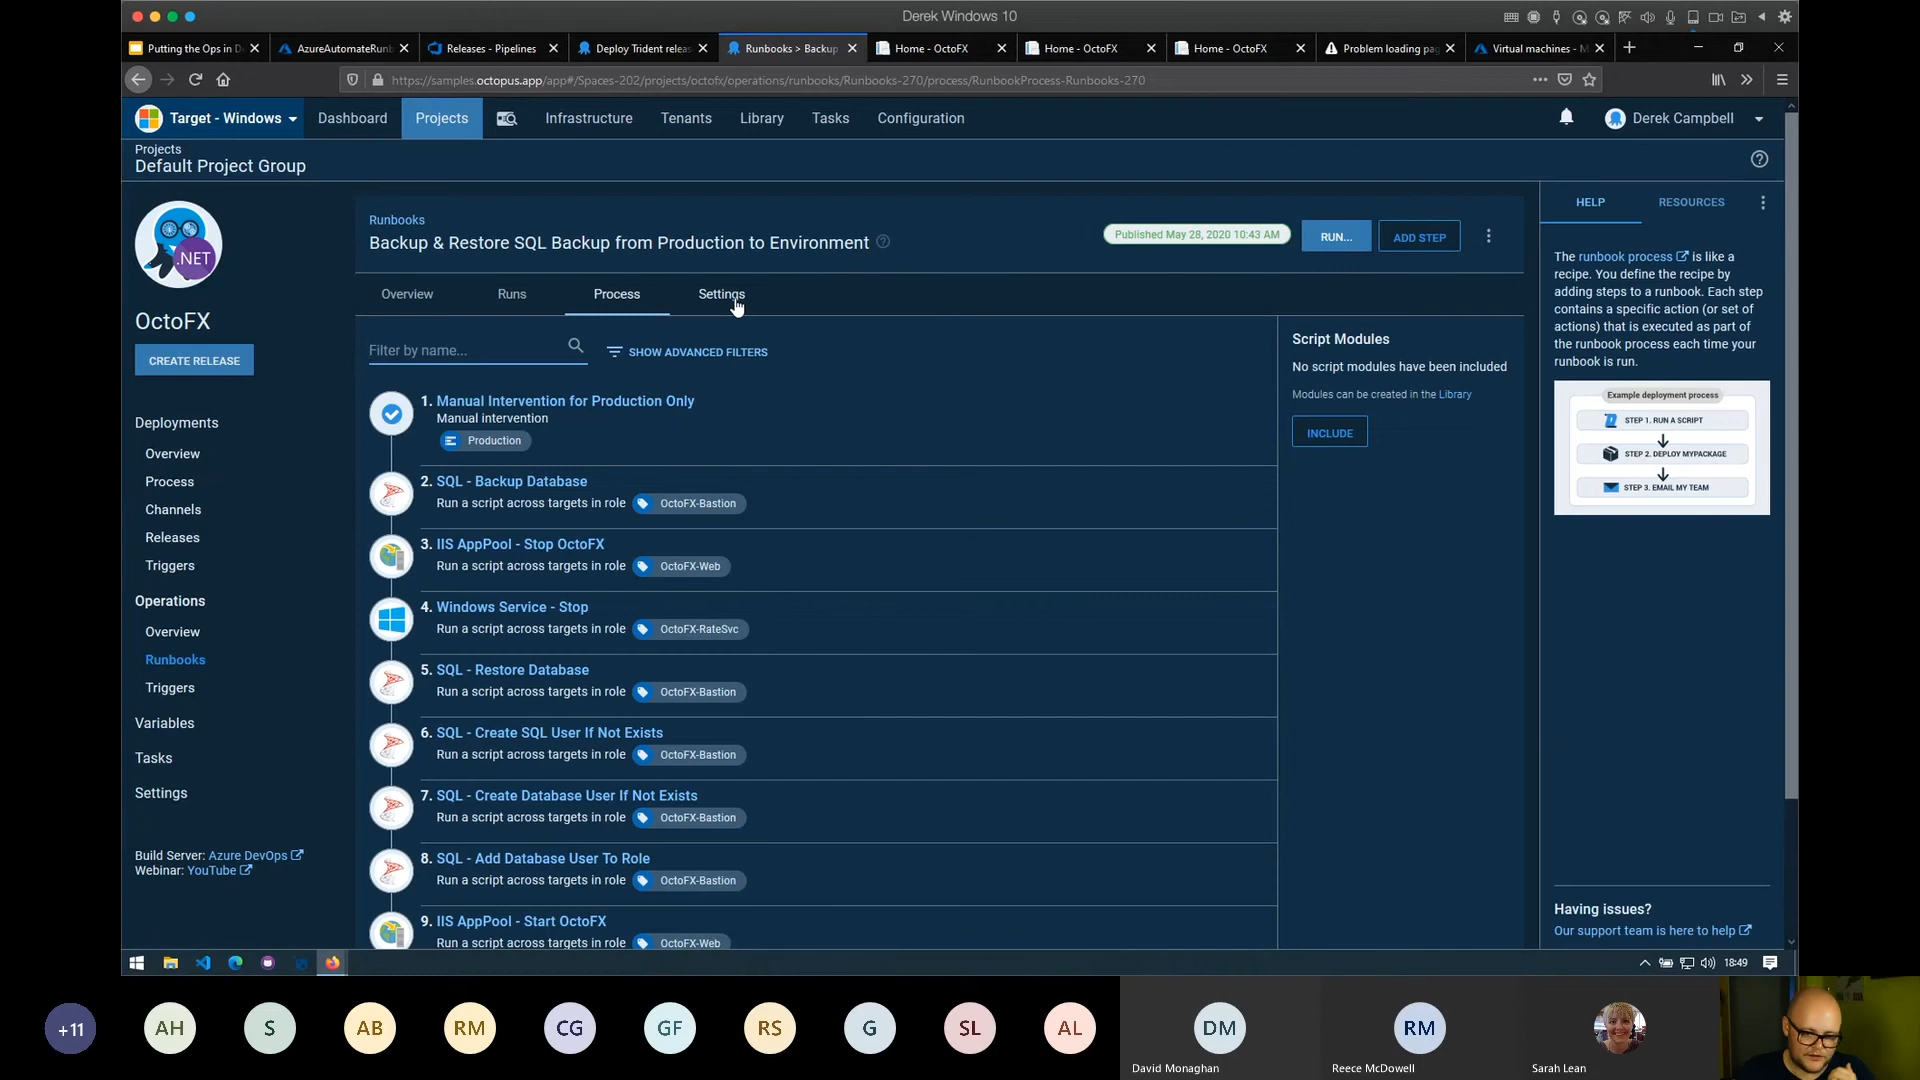 Derek Windows 10
Putting the Ops in D
AzureAutomateRunb
Releases - Pipelines
Deploy Trident releas
Runbooks > Backup
Home - OctoFX
Home - OctoFX
Home - OctoFX
Problem loading pag
Virtual machines - M
https://samples.octopus.app/app#/Spaces-202/projects/octofx/operations/runbooks/Runbooks-270/process/RunbookProcess-Runbooks-270
Target - Windows
Dashboard
Projects
Infrastructure
Tenants
Library
Tasks
Configuration
Derek Campbell
Projects
Default Project Group
.NET
OctoFX
CREATE RELEASE
Deployments
Overview
Process
Channels
Releases
Triggers
Operations
Overview
Runbooks
Triggers
Variables
Tasks
Settings
Build Server: Azure DevOps
Webinar: YouTube
Runbooks
Backup & Restore SQL Backup from Production to Environment
Published May 28, 2020 10:43 AM
RUN...
ADD STEP
Overview
Runs
Process
Settings
Filter by name...
SHOW ADVANCED FILTERS
1. Manual Intervention for Production Only
Manual intervention
Production
2. SQL - Backup Database
Run a script across targets in role OctoFX-Bastion
3. IIS AppPool - Stop OctoFX
Run a script across targets in role OctoFX-Web
4. Windows Service - Stop
Run a script across targets in role OctoFX-RateSvc
5. SQL - Restore Database
Run a script across targets in role OctoFX-Bastion
6. SQL - Create SQL User If Not Exists
Run a script across targets in role OctoFX-Bastion
7. SQL - Create Database User If Not Exists
Run a script across targets in role OctoFX-Bastion
8. SQL - Add Database User To Role
Run a script across targets in role OctoFX-Bastion
9. IIS AppPool - Start OctoFX
Run a script across targets in role OctoFX-Web
Script Modules
No script modules have been included
Modules can be created in the Library
INCLUDE
HELP
RESOURCES
The runbook process is like a
recipe. You define the recipe by
adding steps to a runbook. Each step
contains a specific action (or set of
actions) that is executed as part of
the runbook process each time your
runbook is run.
Example deployment process
STEP 1. RUN A SCRIPT
STEP 2. DEPLOY MYPACKAGE
STEP 3. EMAIL MY TEAM
Having issues?
Our support team is here to help
18:49
+11
AH
S
AB
RM
CG
GF
RS
G
SL
AL
DM
RM
David Monaghan
Reece McDowell
Sarah Lean